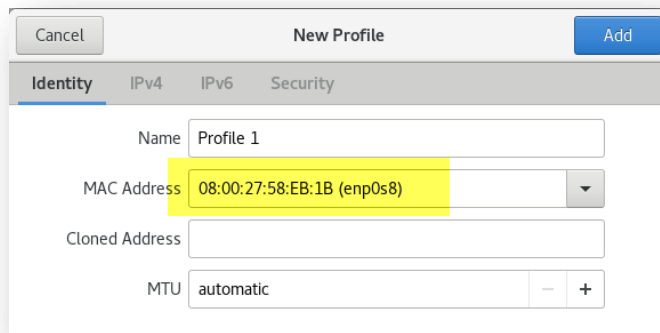 Cancel New Profile Add
Identity IPv4 IPv6 Security
Name Profile 1
MAC Address 08:00:27:58:EB:1B (enp0s8)
Cloned Address
MTU automatic − +